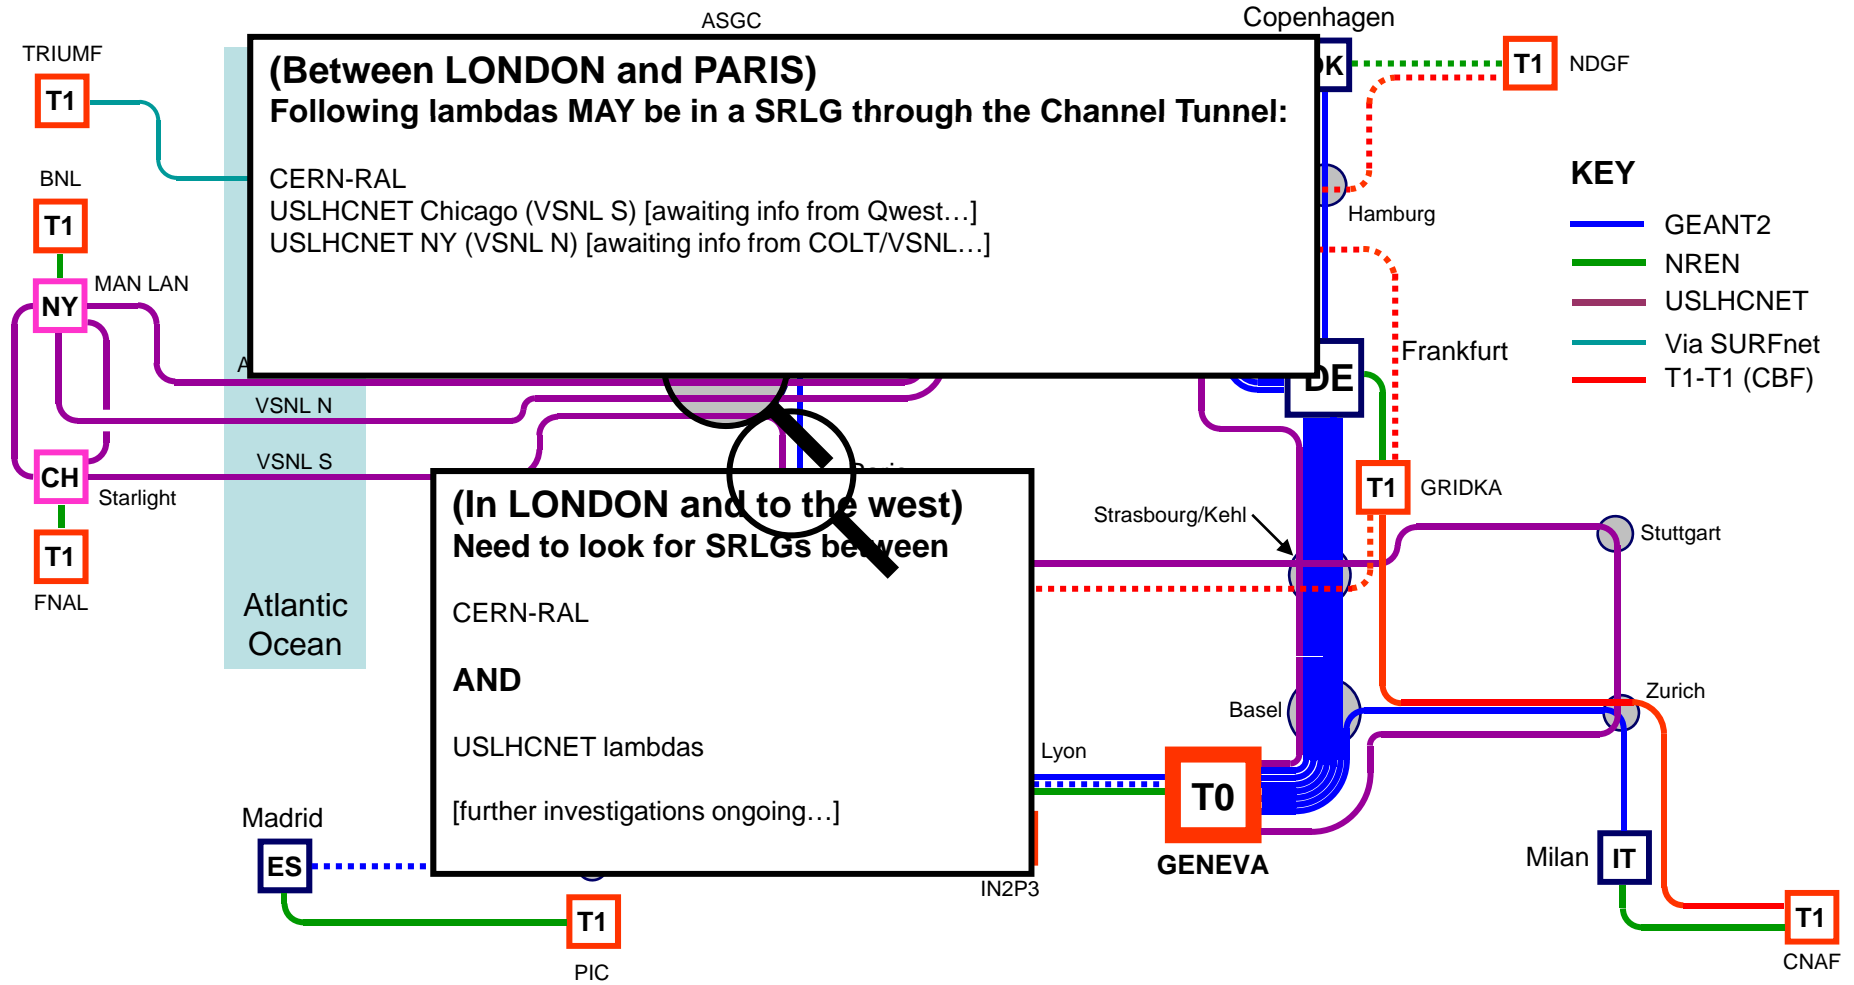 ASGC
Copenhagen
TRIUMF
T1
K
T1
NDGF
(Between LONDON and PARIS)
Following lambdas MAY be in a SRLG through the Channel Tunnel:
CERN-RAL
USLHCNET Chicago (VSNL S) [awaiting info from Qwest…]
USLHCNET NY (VSNL N) [awaiting info from COLT/VSNL…]
BNL
T1
MAN LAN
NY
Hamburg
KEY
GEANT2
NREN
USLHCNET
Via SURFnet
T1-T1 (CBF)
Frankfurt
DE
A
VSNL N
VSNL S
CH
Starlight
T1
FNAL
Atlantic
Ocean
(In LONDON and to the west)
Need to look for SRLGs between
CERN-RAL
AND
USLHCNET lambdas
[further investigations ongoing…]
T1
GRIDKA
Strasbourg/Kehl
Stuttgart
Basel
Zurich
Lyon
T0
GENEVA
Madrid
ES
T1
PIC
IN2P3
Milan
IT
T1
CNAF